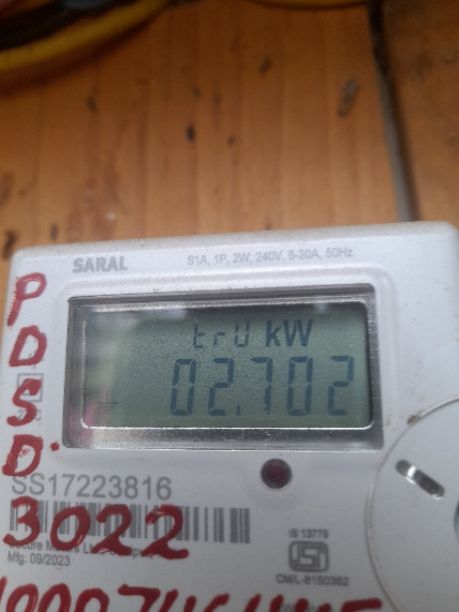 SARAL S1A, 1P, 2W, 240V, 5-30A, 50Hz
trU kW
02.702
PDSD.
SS17223816
3022
IS 13779
Mfg. 09/2023
CM/L-8150362